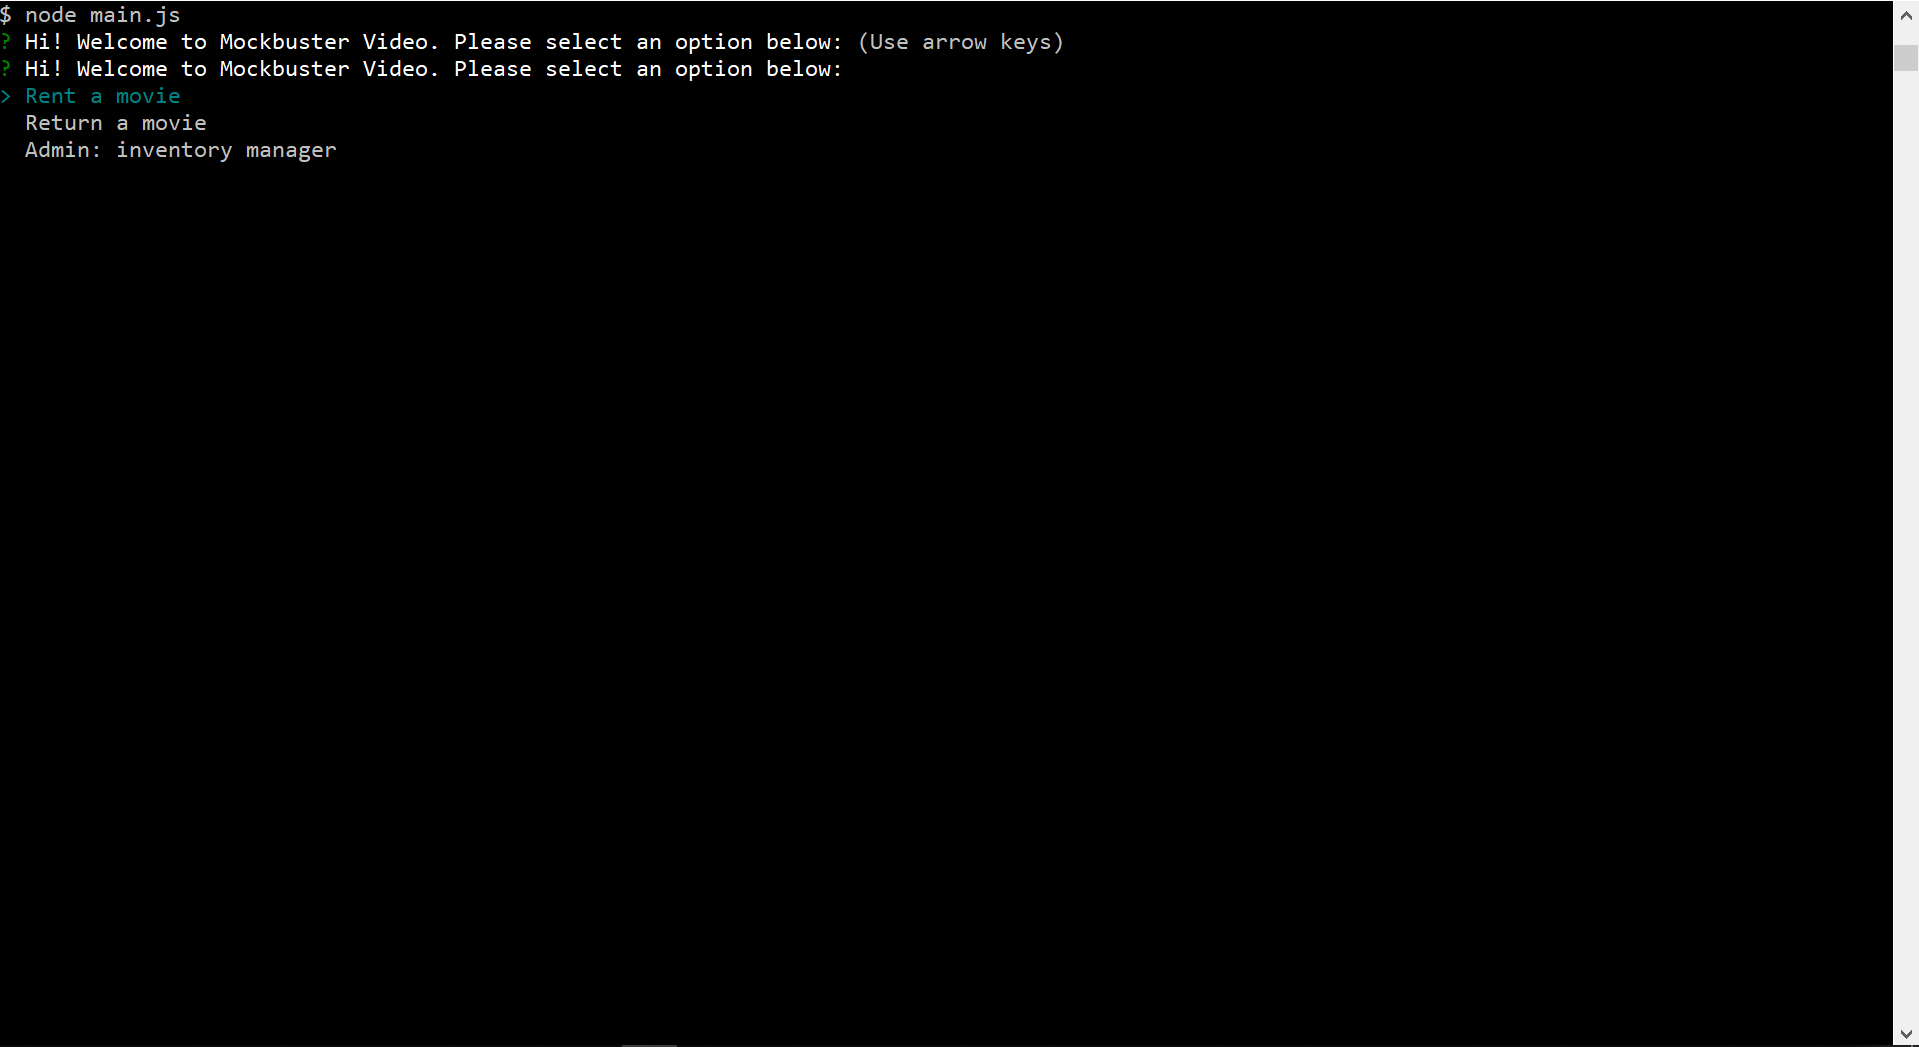 $ node main.js
? Hi! Welcome to Mockbuster Video. Please select an option below: (Use arrow keys)
? Hi! Welcome to Mockbuster Video. Please select an option below:
> Rent a movie
  Return a movie
  Admin: inventory manager